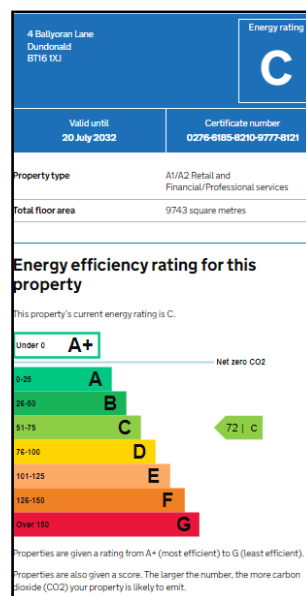 4 Ballyoran Lane
Dundonald
BT16 1XJ
Energy rating
C
Valid until
20 July 2032
Certificate number
0276-6185-8210-9777-8121
Property type
A1/A2 Retail and
Financial/Professional services
Total floor area
9743 square metres
Energy efficiency rating for this
property
This property's current energy rating is C.
Under 0 A+
Net zero CO2
0-25 A
26-50 B
51-75 C
72 | C
76-100 D
101-125 E
126-150 F
Over 150 G
Properties are given a rating from A+ (most efficient) to G (least efficient).
Properties are also given a score. The larger the number, the more carbon
dioxide (CO2) your property is likely to emit.